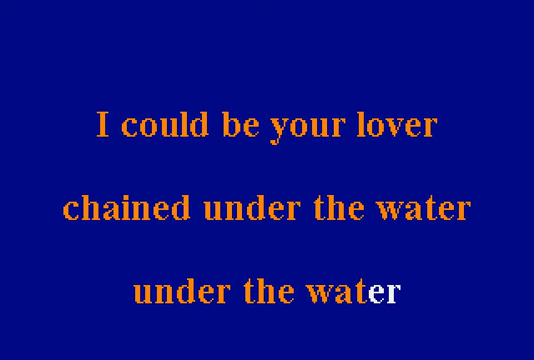 I could be your lover
chained under the water
under the water